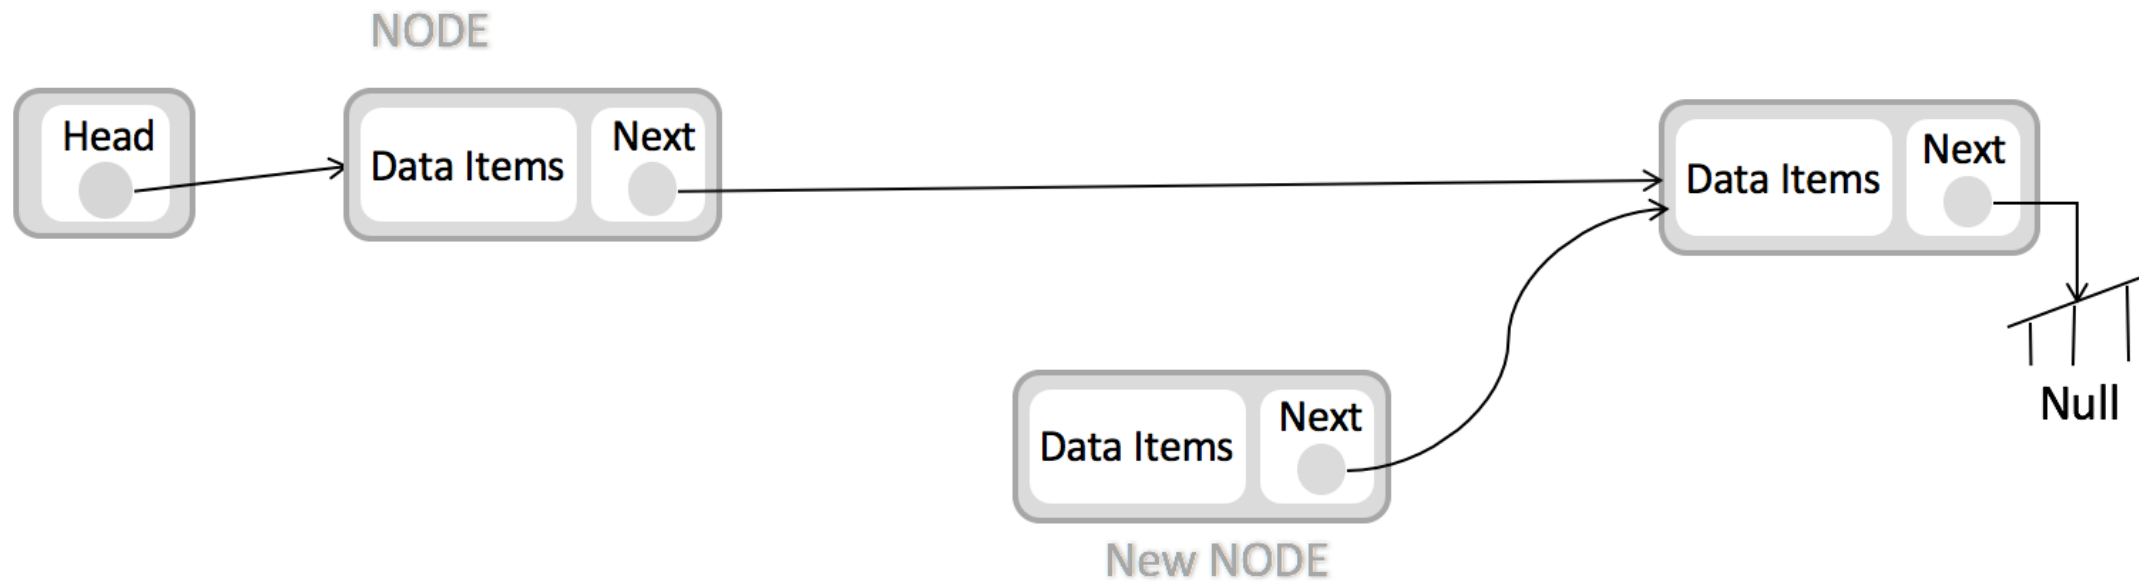 NODE
Head
Data Items
Next
Data Items
Next
Data Items
Next
Null
New NODE